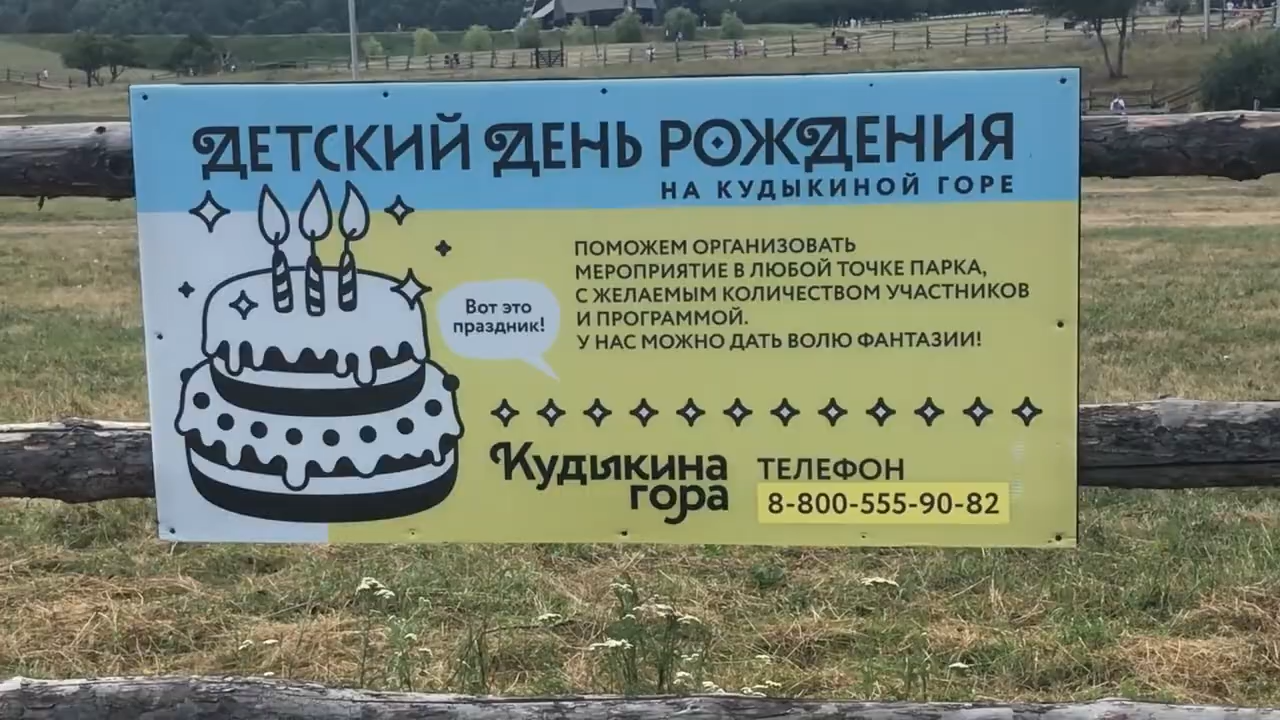 ДЕТСКИЙ ДЕНЬ РОЖДЕНИЯ
НА КУДЫКИНОЙ ГОРЕ
ПОМОЖЕМ ОРГАНИЗОВАТЬ
МЕРОПРИЯТИЕ В ЛЮБОЙ ТОЧКЕ ПАРКА,
С ЖЕЛАЕМЫМ КОЛИЧЕСТВОМ УЧАСТНИКОВ
И ПРОГРАММОЙ.
У НАС МОЖНО ДАТЬ ВОЛЮ ФАНТАЗИИ!
Вот это
праздник!
Кудыкина
гора
ТЕЛЕФОН
8-800-555-90-82